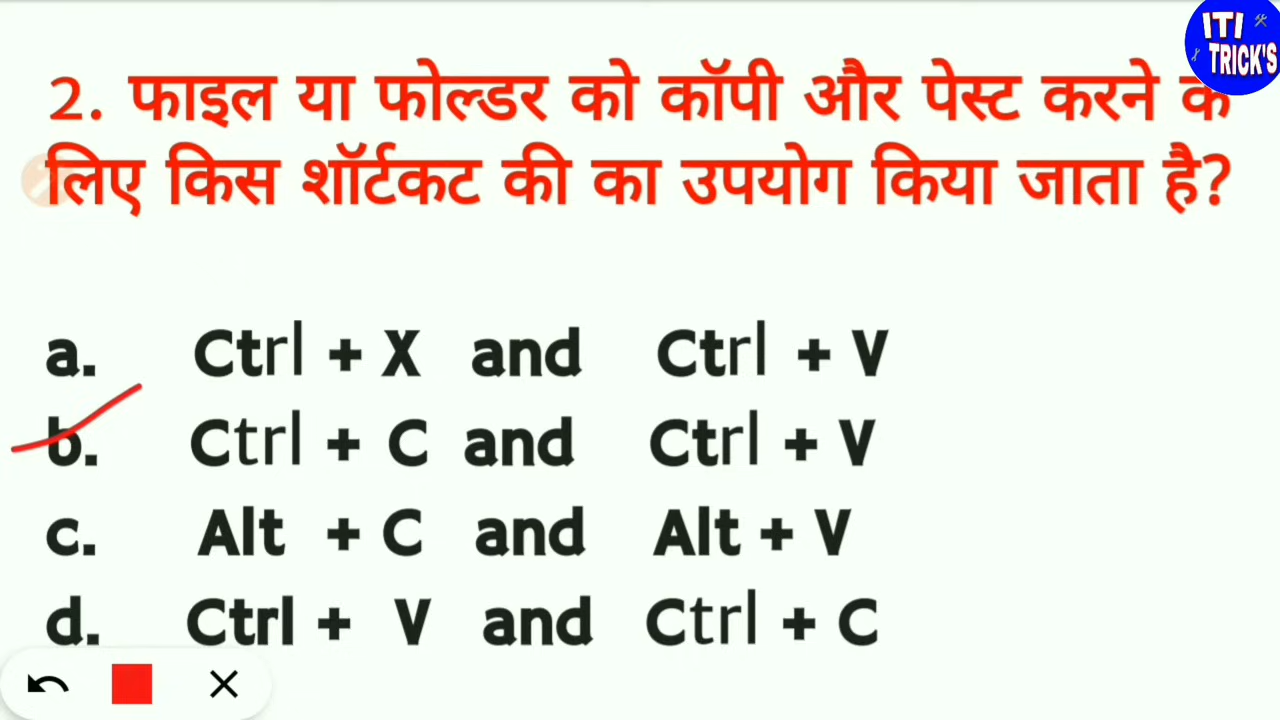 ITI
TRICK'S
2. फाइल या फोल्डर को कॉपी और पेस्ट करने के
लिए किस शॉर्टकट की का उपयोग किया जाता है?
a. Ctrl + X and Ctrl + V
b. Ctrl + C and Ctrl + V
c. Alt + C and Alt + V
d. Ctrl + V and Ctrl + C